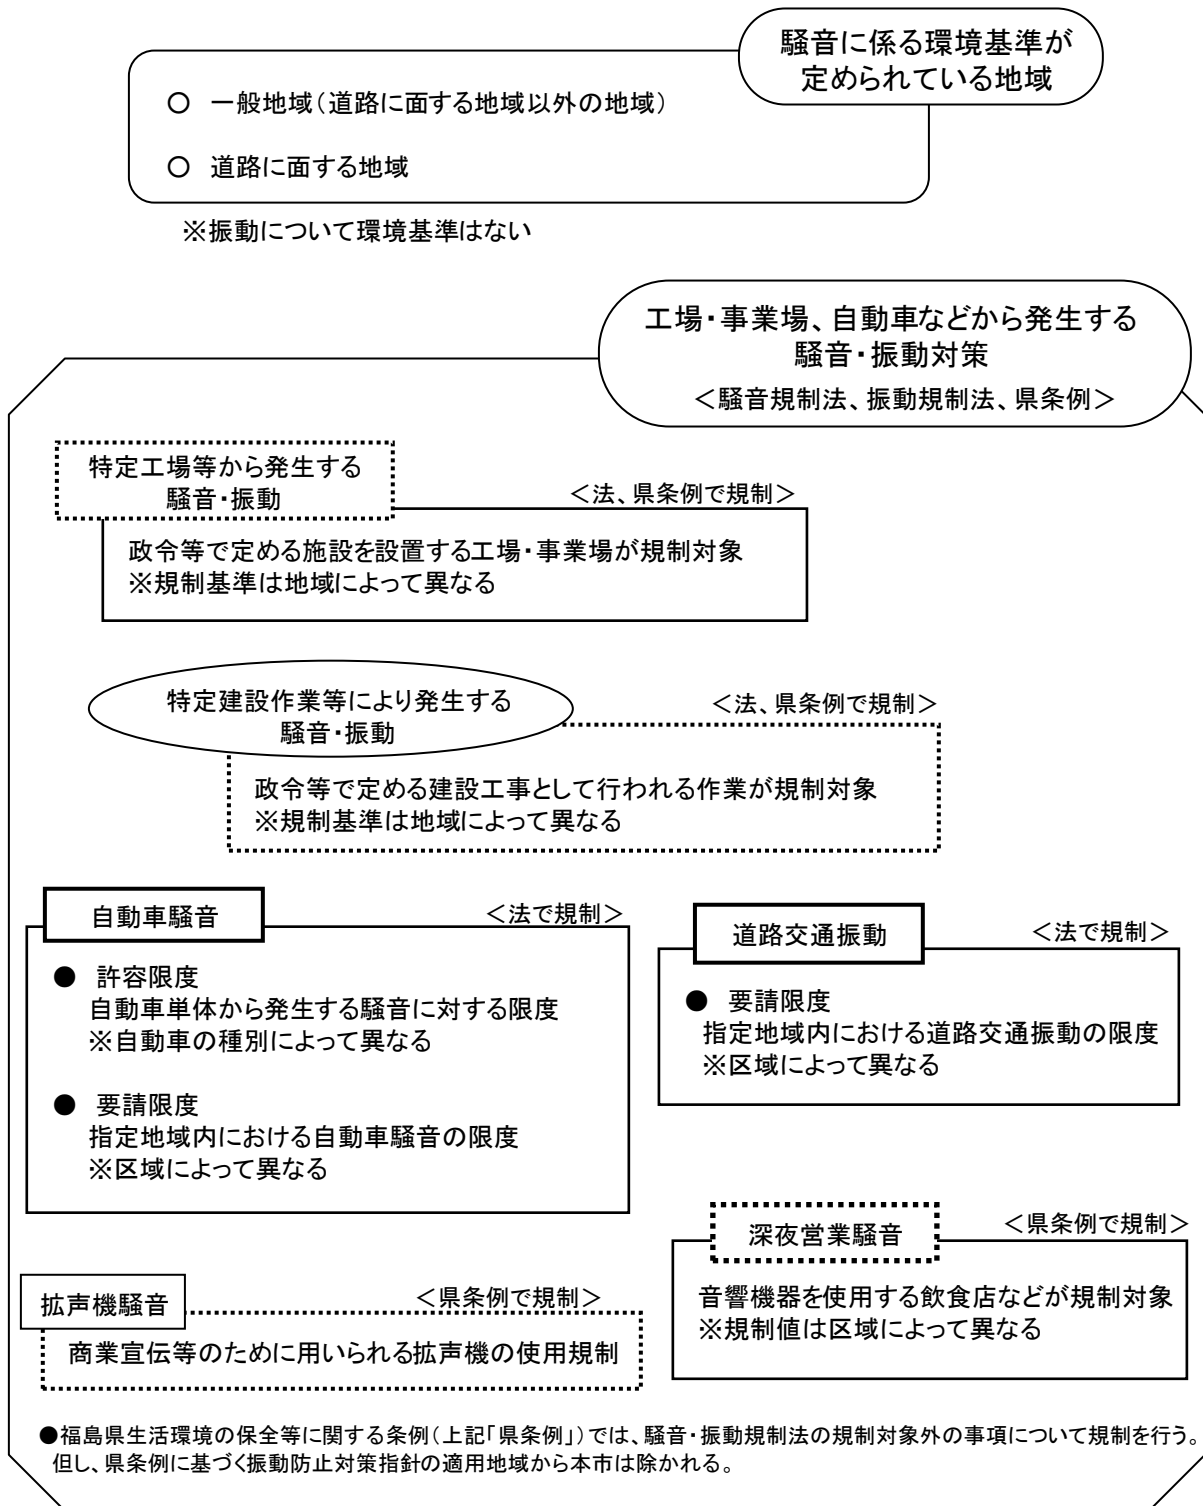 騒音に係る環境基準が
定められている地域
○ 一般地域（道路に面する地域以外の地域）
○ 道路に面する地域
※振動について環境基準はない
工場・事業場、自動車などから発生する
騒音・振動対策
＜騒音規制法、振動規制法、県条例＞
特定工場等から発生する
騒音・振動
＜法、県条例で規制＞
政令等で定める施設を設置する工場・事業場が規制対象
※規制基準は地域によって異なる
特定建設作業等により発生する
騒音・振動
＜法、県条例で規制＞
政令等で定める建設工事として行われる作業が規制対象
※規制基準は地域によって異なる
自動車騒音
＜法で規制＞
● 許容限度
自動車単体から発生する騒音に対する限度
※自動車の種別によって異なる
● 要請限度
指定地域内における自動車騒音の限度
※区域によって異なる
道路交通振動
＜法で規制＞
● 要請限度
指定地域内における道路交通振動の限度
※区域によって異なる
深夜営業騒音
＜県条例で規制＞
音響機器を使用する飲食店などが規制対象
※規制値は区域によって異なる
拡声機騒音
＜県条例で規制＞
商業宣伝等のために用いられる拡声機の使用規制
●福島県生活環境の保全等に関する条例（上記「県条例」）では、騒音・振動規制法の規制対象外の事項について規制を行う。
但し、県条例に基づく振動防止対策指針の適用地域から本市は除かれる。